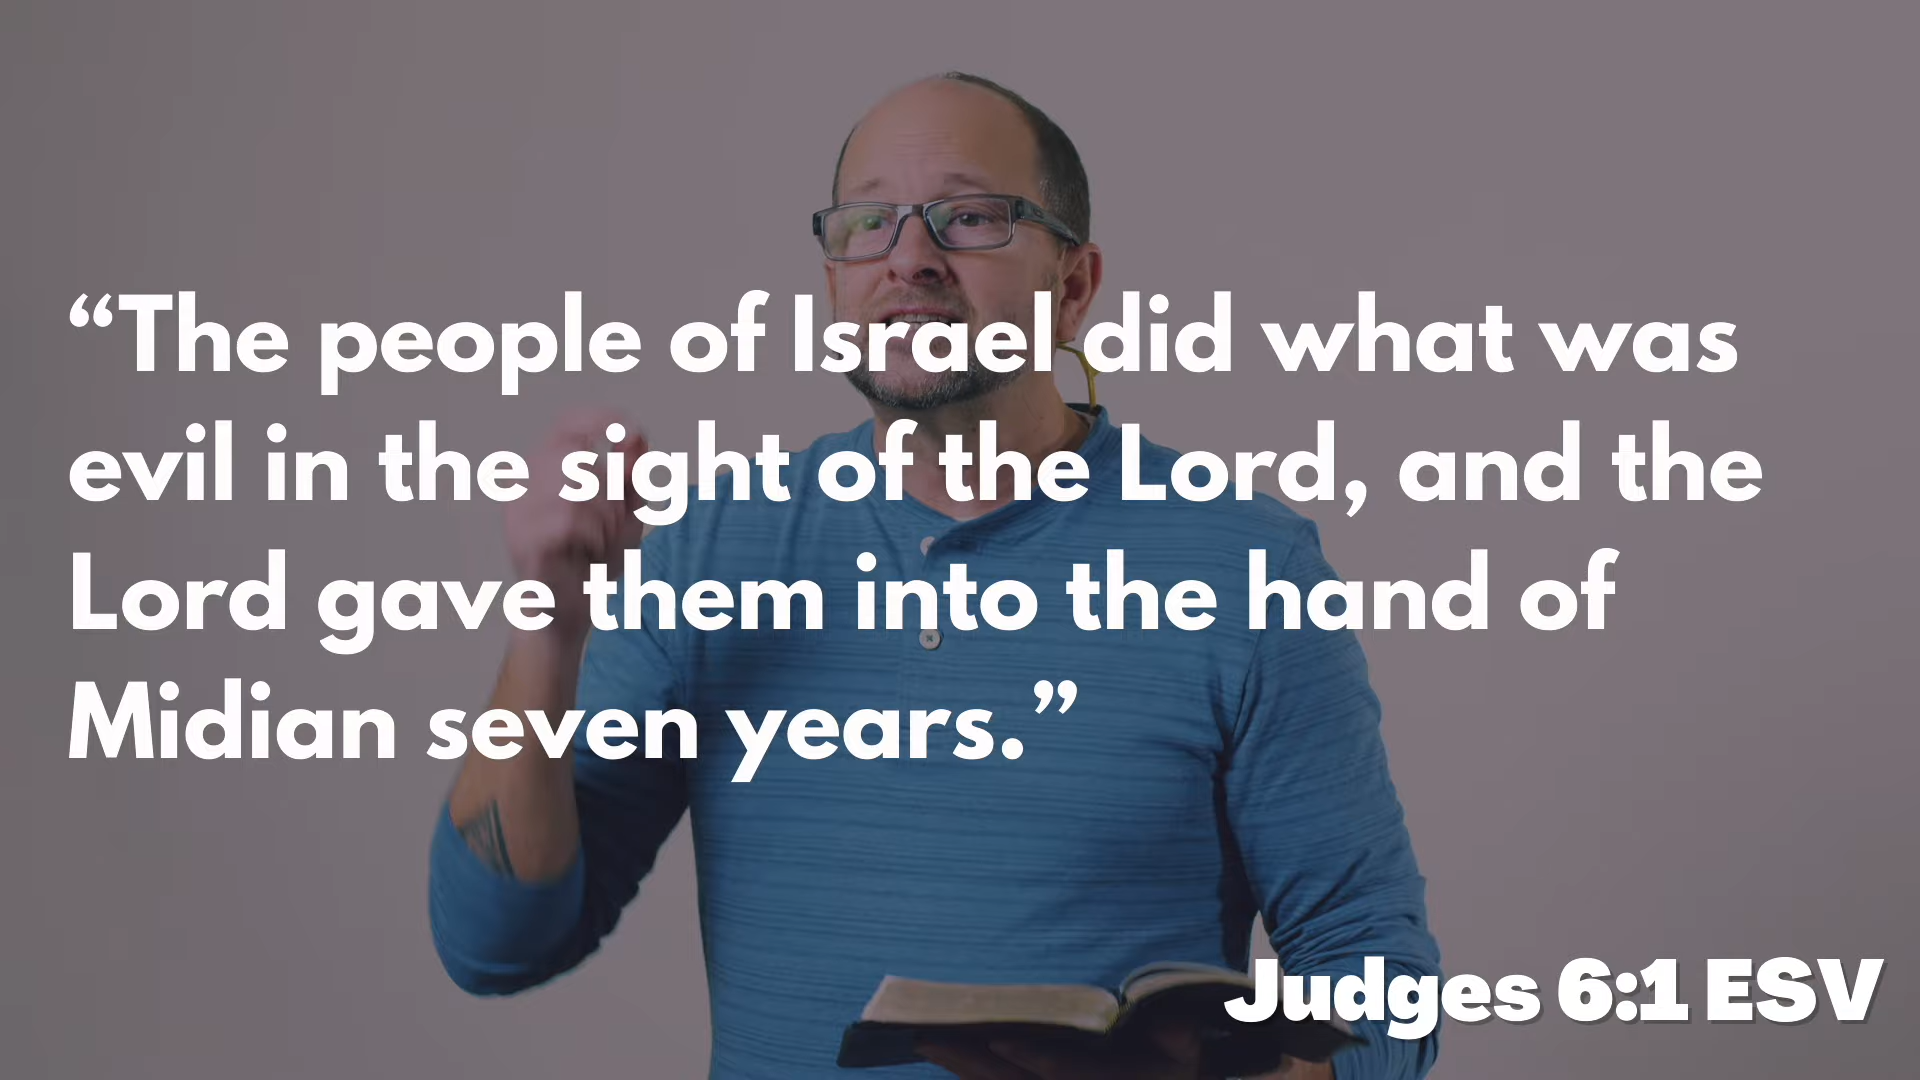 “The people of Israel did what was
evil in the sight of the Lord, and the
Lord gave them into the hand of
Midian seven years.”
Judges 6:1 ESV